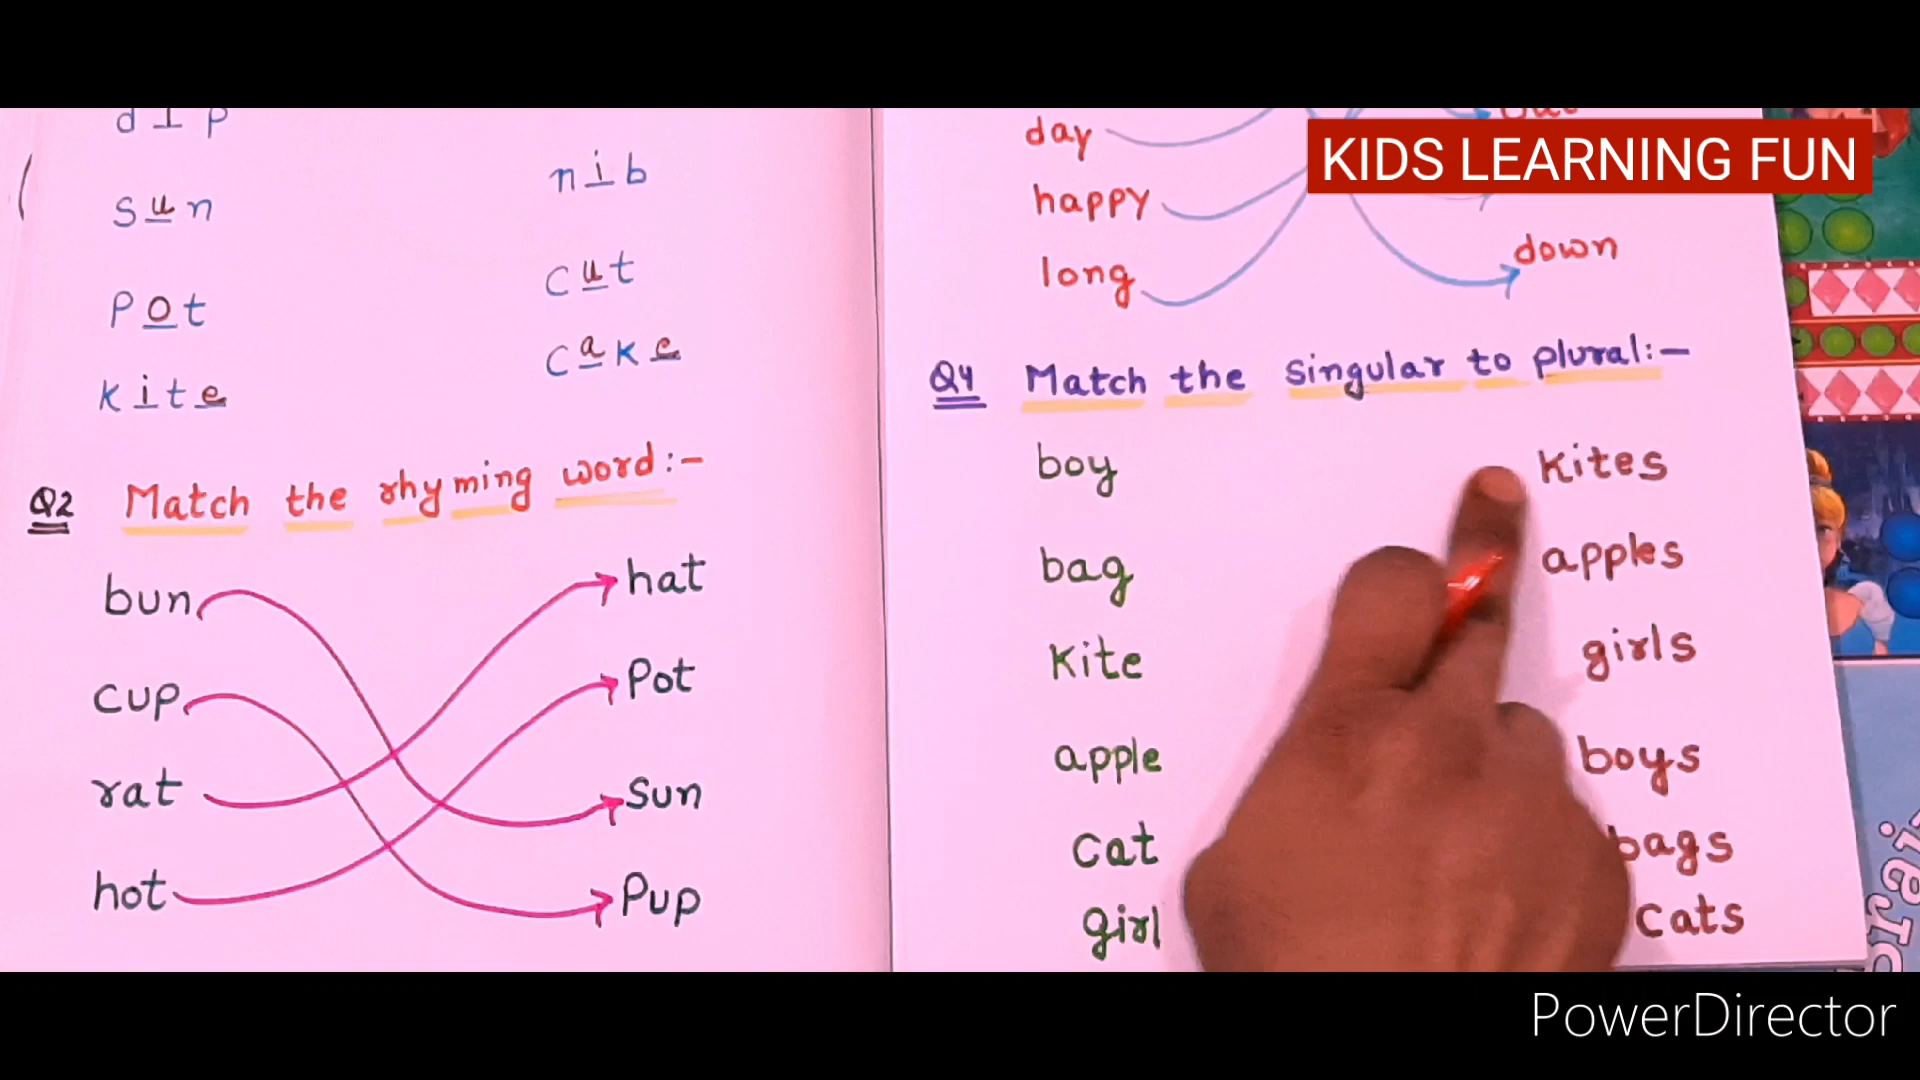 KIDS LEARNING FUN
dip
sun
pot
kite
nib
cut
cake
Q2 Match the rhyming word:-
bun
cup
rat
hot
hat
Pot
Sun
Pup
day
happy
long
down
Q4 Match the singular to plural:-
boy
bag
kite
apple
cat
girl
kites
apples
girls
boys
bags
cats
PowerDirector